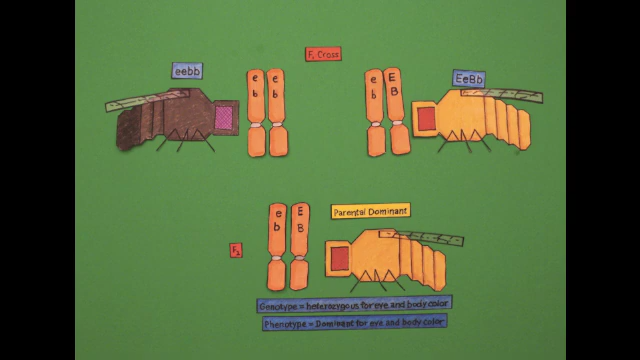 F₁ Cross
eebb
e e
b b
e E
b B
EeBb
Parental Dominant
e E
b B
F₂
Genotype = heterozygous for eye and body color
Phenotype = Dominant for eye and body color